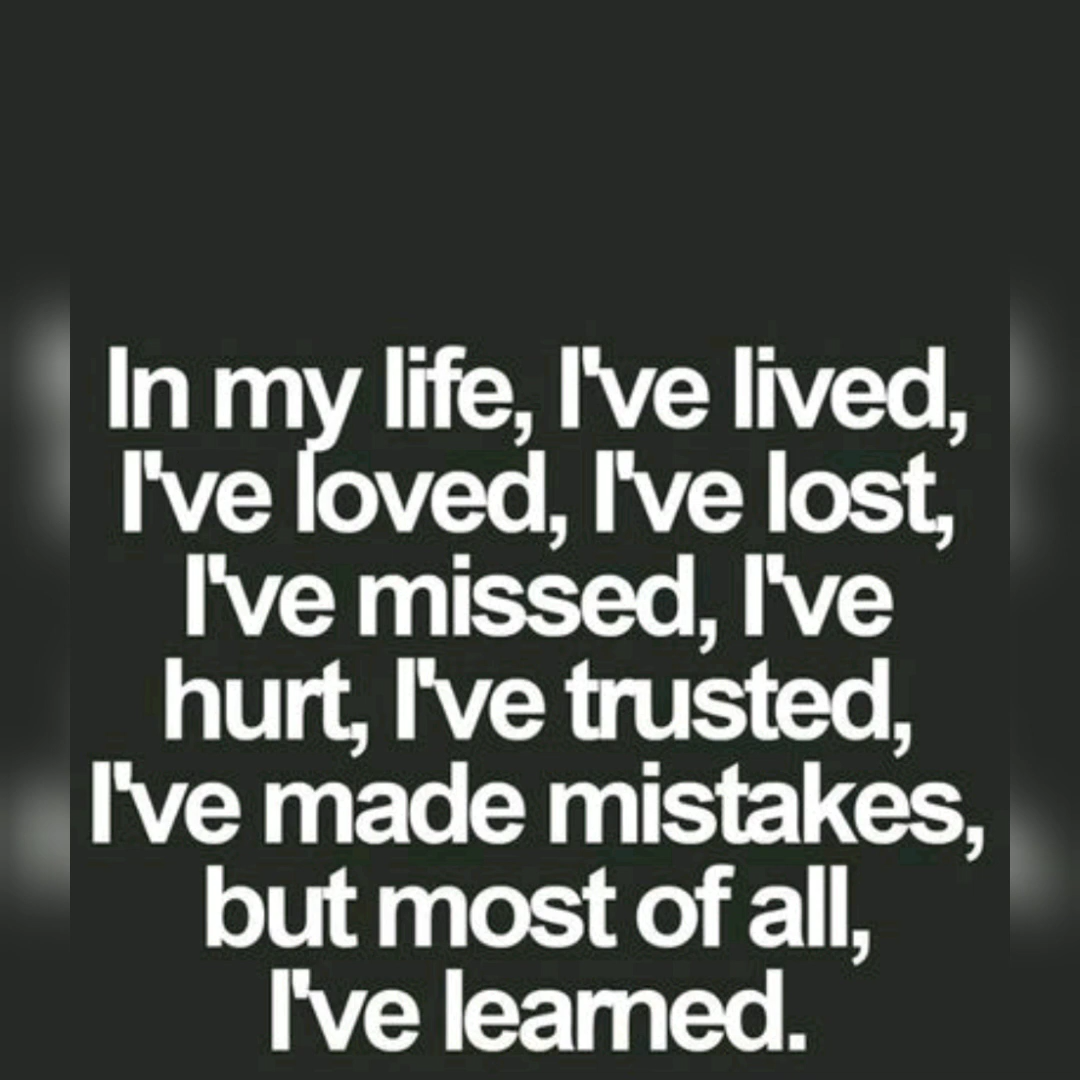 In my life, I've lived,
I've loved, I've lost,
I've missed, I've
hurt, I've trusted,
I've made mistakes,
but most of all,
I've learned.